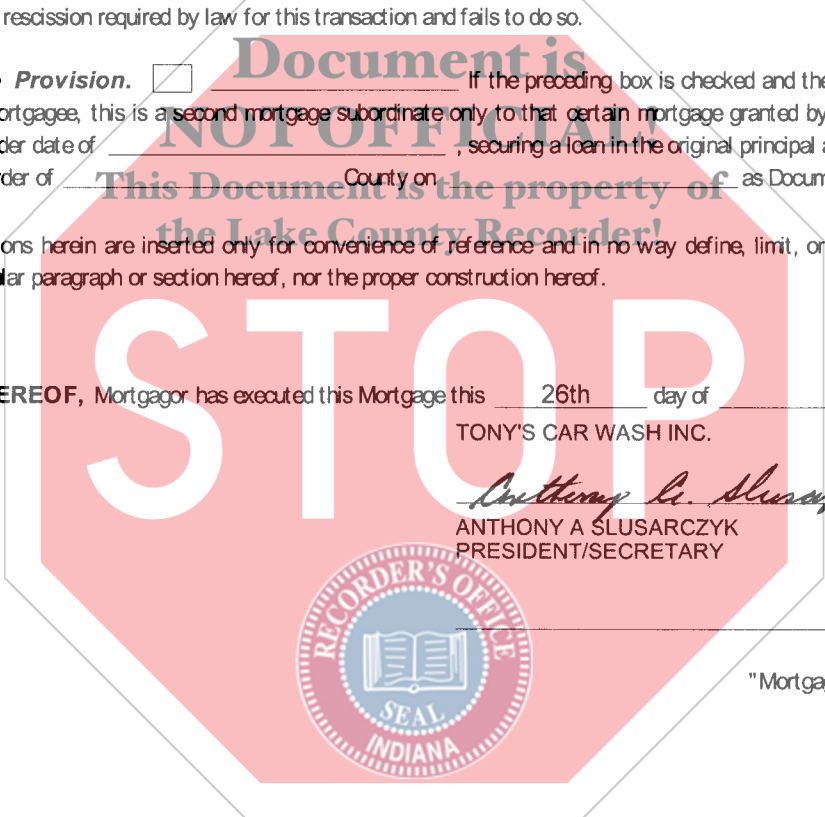 rescission required by law for this transaction and fails to do so.
Document is
Provision. If the preceding box is checked and the
ortgagee, this is a second mortgage subordinate only to that certain mortgage granted by
NOT OFFICIAL!
der date of , securing a loan in the original principal a
rder of County on as Docum
This Document is the property of
the Lake County Recorder!
ons herein are inserted only for convenience of reference and in no way define, limit, or
lar paragraph or section hereof, nor the proper construction hereof.
STOP
EREOF, Mortgagor has executed this Mortgage this 26th day of
TONY'S CAR WASH INC.
Anthony A. Slusa
ANTHONY A SLUSARCZYK
PRESIDENT/SECRETARY
RECORDER'S OFFICE
SEAL
INDIANA
"Mortga